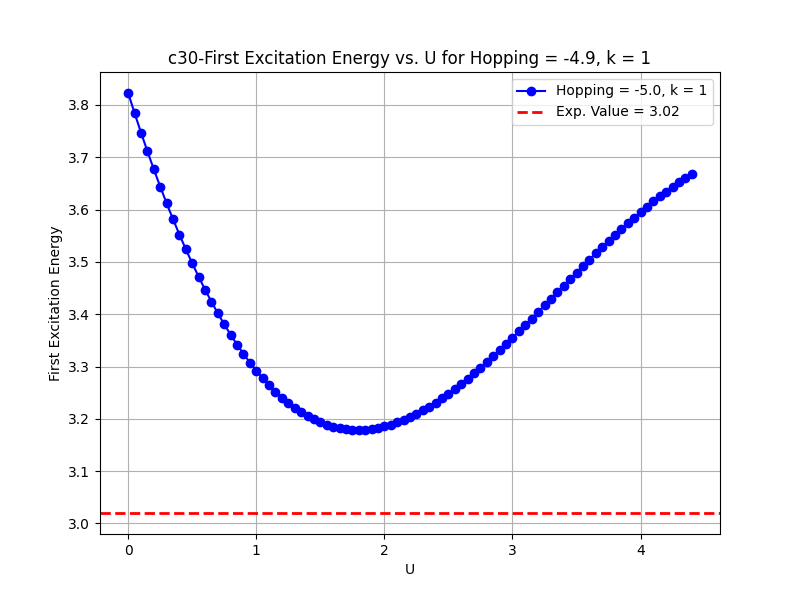 c30-First Excitation Energy vs. U for Hopping = -4.9, k = 1
Hopping = -5.0, k = 1
Exp. Value = 3.02
First Excitation Energy
3.8
3.7
3.6
3.5
3.4
3.3
3.2
3.1
3.0
0
1
2
3
4
U